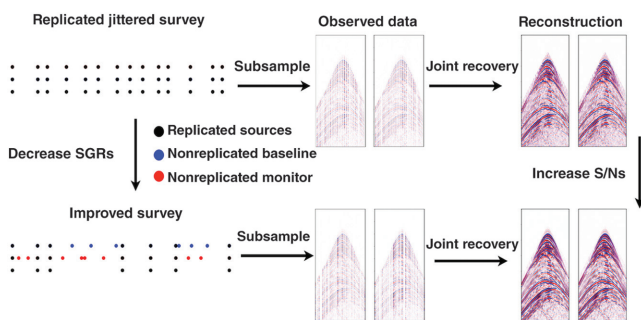 Replicated jittered survey
Observed data
Reconstruction
Subsample
Joint recovery
Decrease SGRs
Replicated sources
Nonreplicated baseline
Nonreplicated monitor
Increase S/Ns
Improved survey
Subsample
Joint recovery